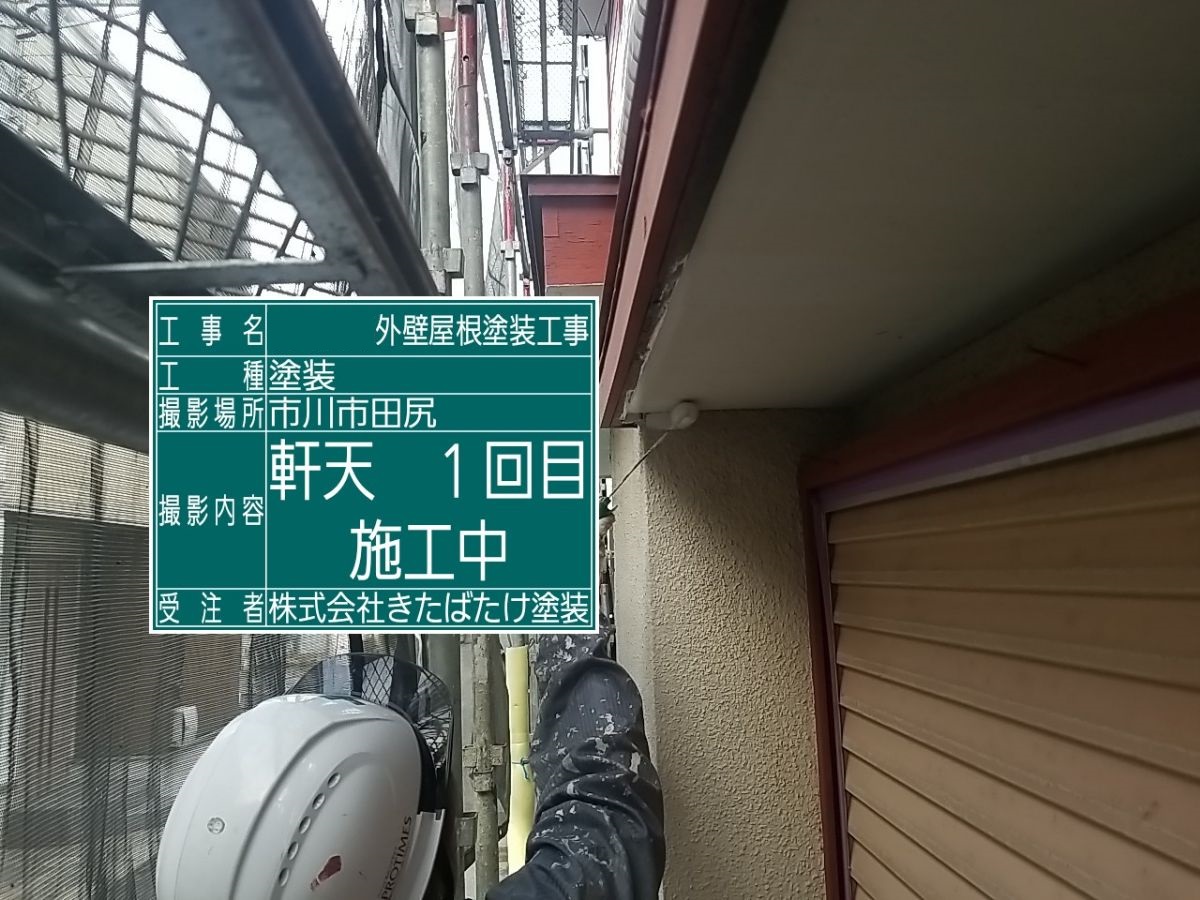 工事名 外壁屋根塗装工事
工種 塗装
撮影場所 市川市田尻
撮影内容 軒天 1回目
施工中
受注者 株式会社きたばたけ塗装
PROTIMES